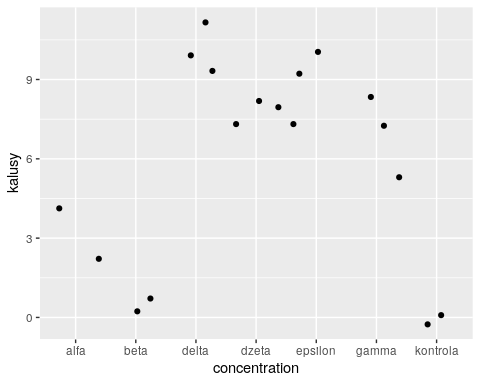 kalusy
9
6
3
0
alfa beta delta dzeta epsilon gamma kontrola
concentration